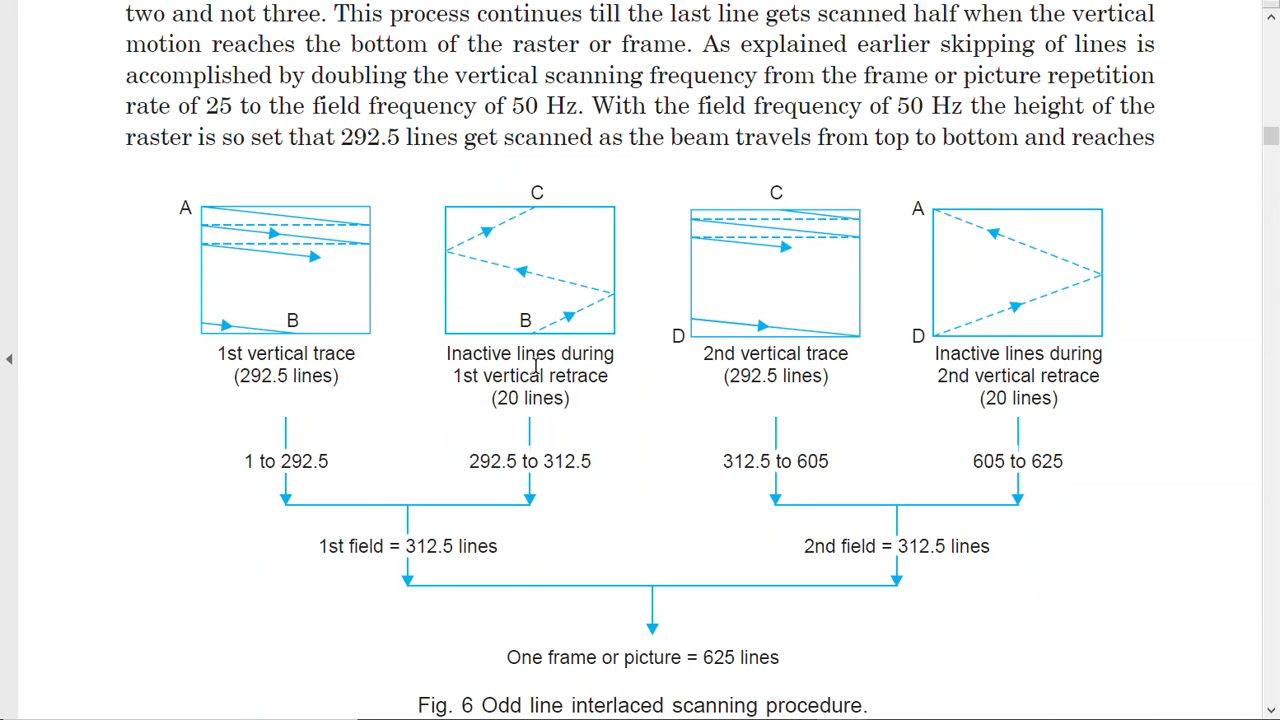 two and not three. This process continues till the last line gets scanned half when the vertical
motion reaches the bottom of the raster or frame. As explained earlier skipping of lines is
accomplished by doubling the vertical scanning frequency from the frame or picture repetition
rate of 25 to the field frequency of 50 Hz. With the field frequency of 50 Hz the height of the
raster is so set that 292.5 lines get scanned as the beam travels from top to bottom and reaches
A
B
1st vertical trace
(292.5 lines)
C
B
Inactive lines during
1st vertical retrace
(20 lines)
C
D
2nd vertical trace
(292.5 lines)
A
D
Inactive lines during
2nd vertical retrace
(20 lines)
1 to 292.5
292.5 to 312.5
312.5 to 605
605 to 625
1st field = 312.5 lines
2nd field = 312.5 lines
One frame or picture = 625 lines
Fig. 6 Odd line interlaced scanning procedure.